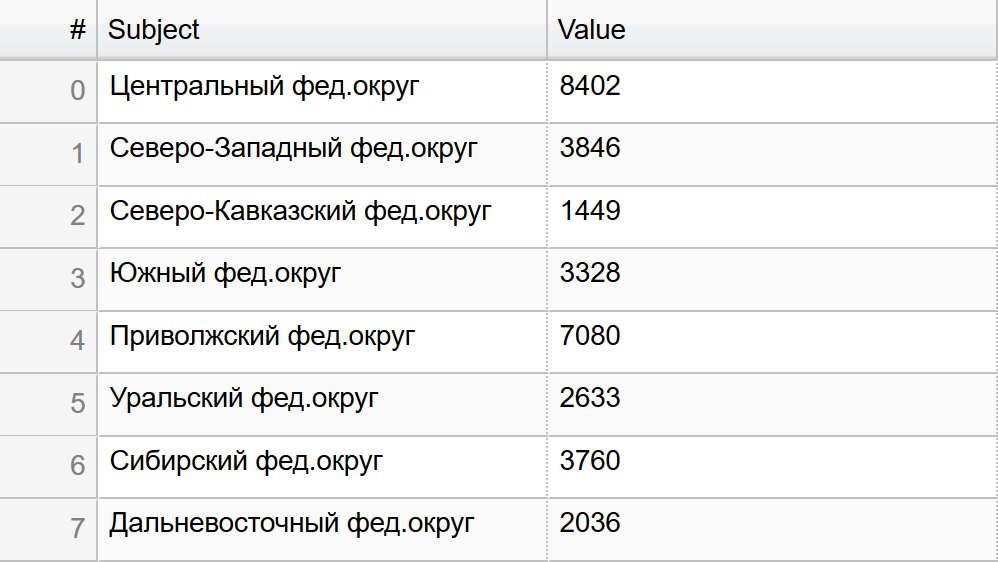 # Subject Value
0 Центральный фед.округ 8402
1 Северо-Западный фед.округ 3846
2 Северо-Кавказский фед.округ 1449
3 Южный фед.округ 3328
4 Приволжский фед.округ 7080
5 Уральский фед.округ 2633
6 Сибирский фед.округ 3760
7 Дальневосточный фед.округ 2036